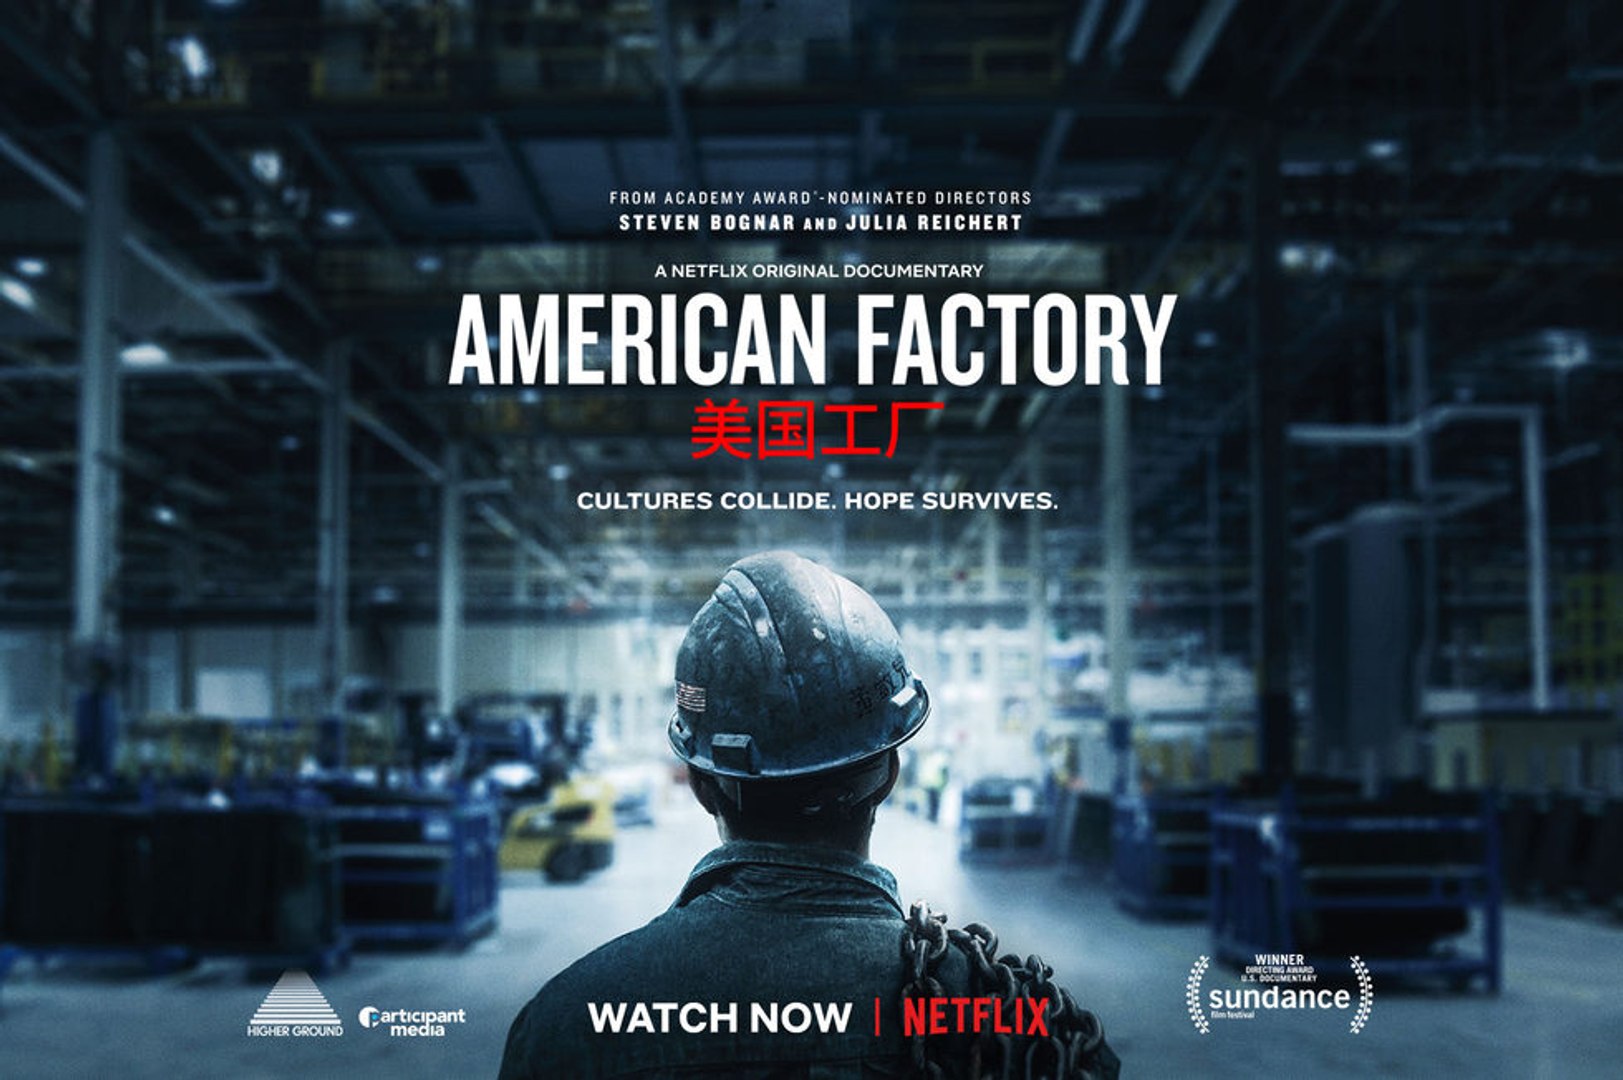 FROM ACADEMY AWARD®-NOMINATED DIRECTORS
STEVEN BOGNAR AND JULIA REICHERT
A NETFLIX ORIGINAL DOCUMENTARY
AMERICAN FACTORY
美国工厂
CULTURES COLLIDE. HOPE SURVIVES.
HIGHER GROUND
Participant
media
WATCH NOW | NETFLIX
WINNER
DIRECTING AWARD
U.S. DOCUMENTARY
sundance
film festival